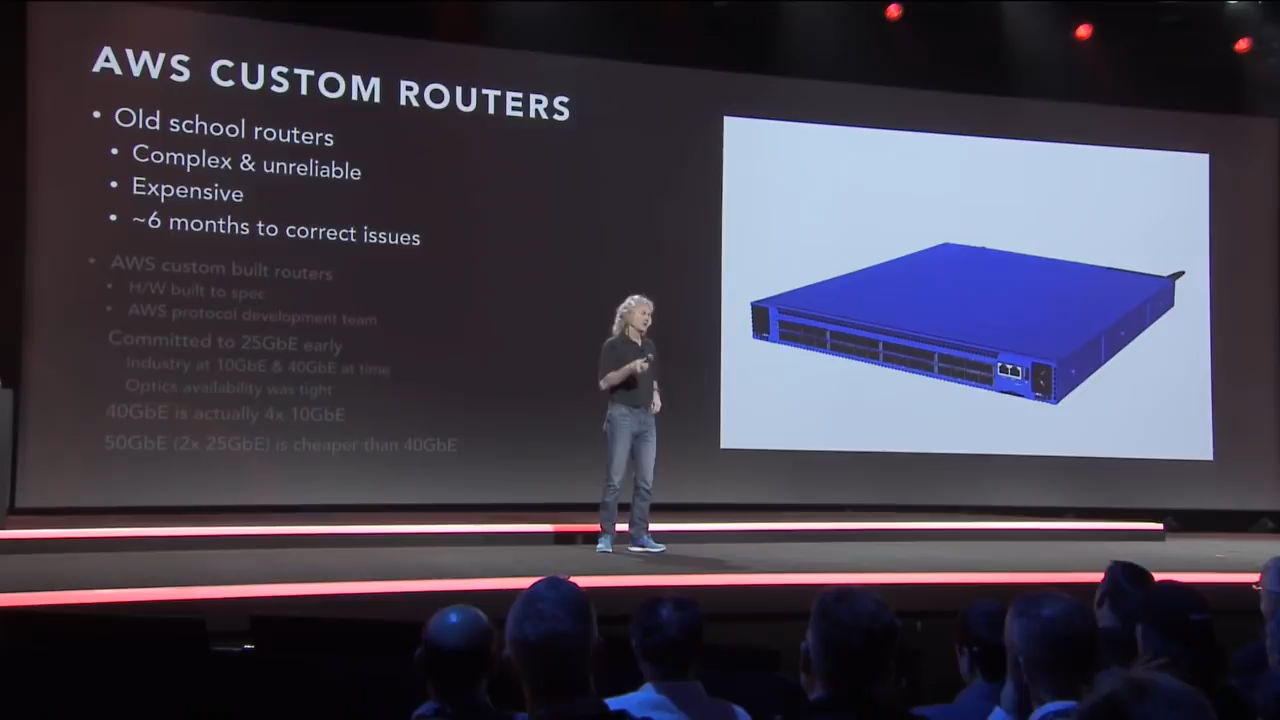 AWS CUSTOM ROUTERS
• Old school routers
• Complex & unreliable
• Expensive
• ~6 months to correct issues
• AWS custom built routers
• H/W built to spec
• AWS protocol development team
Committed to 25GbE early
Industry at 10GbE & 40GbE at time
Optics availability was tight
40GbE is actually 4x 10GbE
50GbE (2x 25GbE) is cheaper than 40GbE